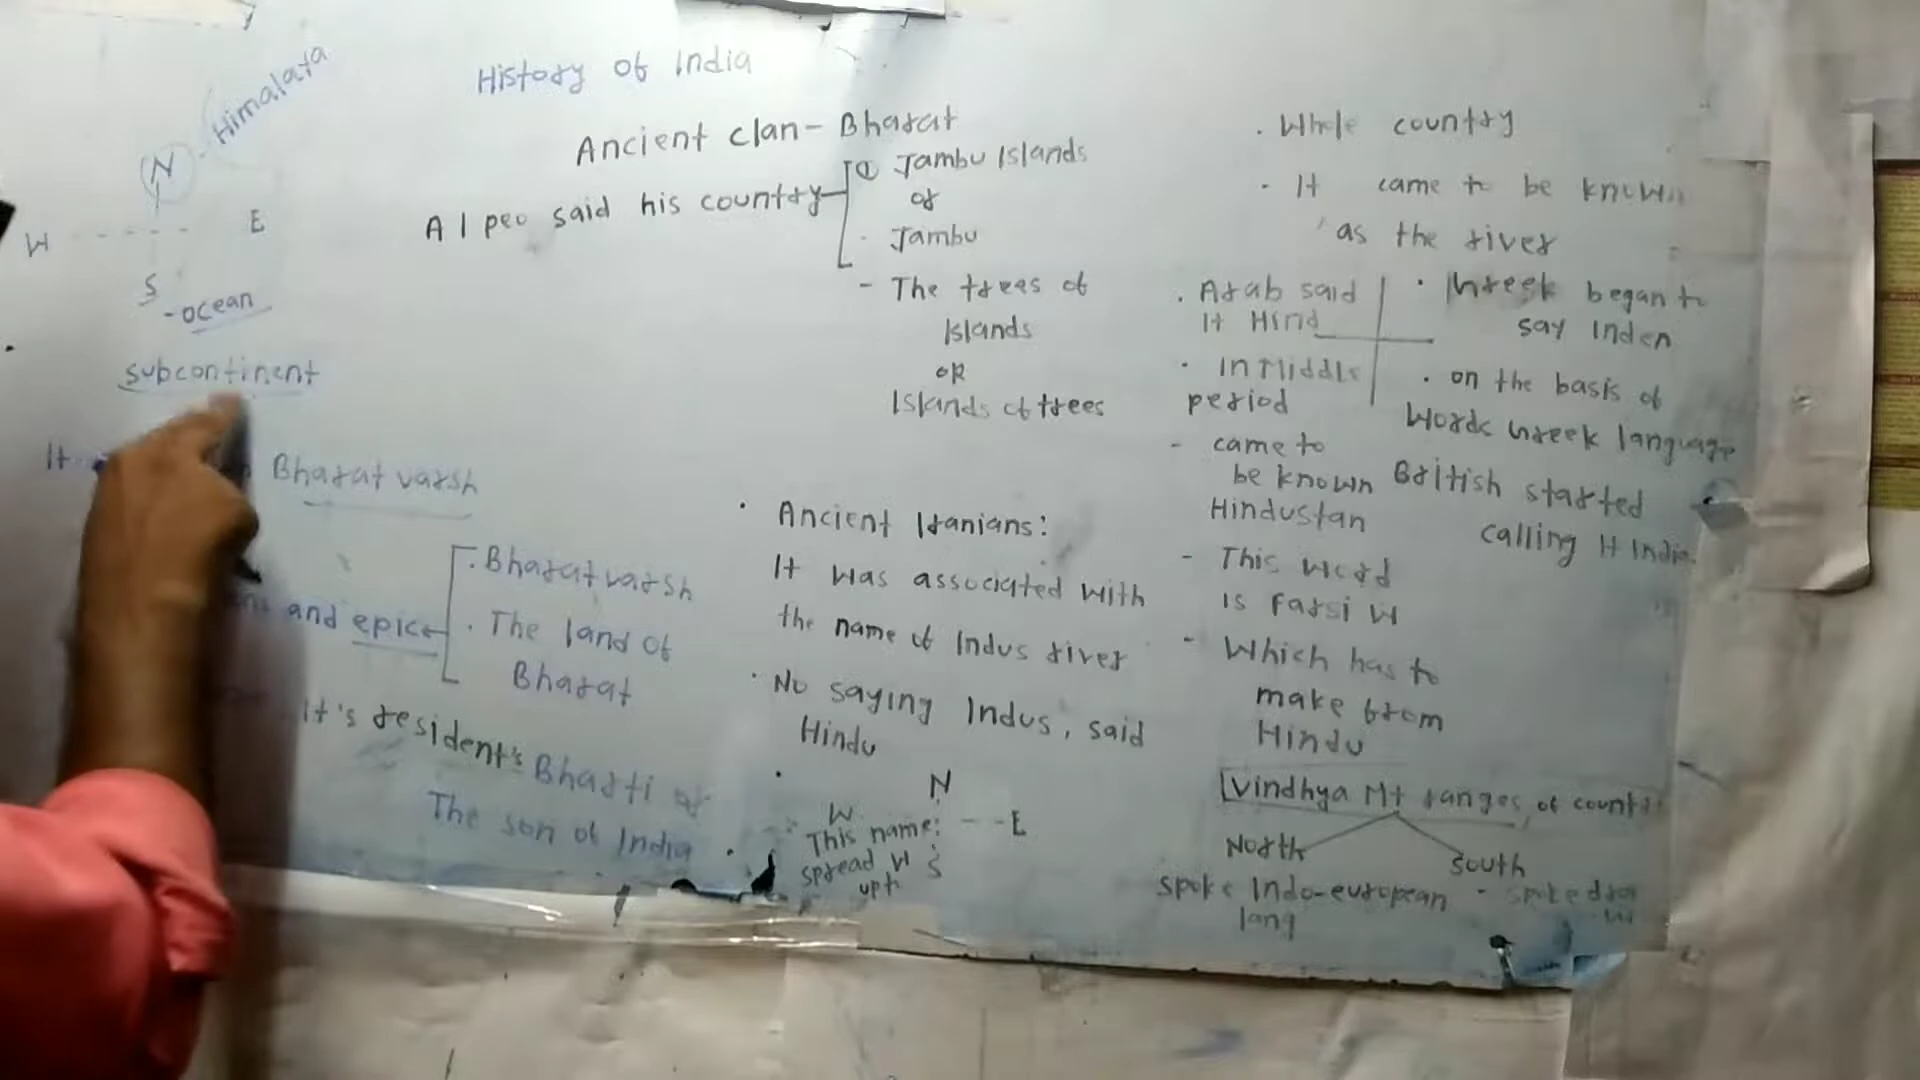 History of India
Himalaya
N
W E
S
-ocean
subcontinent
It Bharat varsh
and epic
. Bharat varsh
. The land of
Bharat
It's resident's Bharti or
The son of India
Ancient clan - Bharat
A I peo said his country
① Jambu Islands
or
. Jambu
- The trees of
Islands
OR
Islands of trees
. Ancient Iranians:
It was associated with
the name of Indus river
. No saying Indus, said
Hindu
N
W E
This name:
spread W S
upto
. Whole country
. It came to be known
as the river
. Arab said
It Hind
. In Middle
period
- came to
be known
Hindustan
- This word
is Farsi W
- Which has to
make from
Hindu
. Greek began to
say Inden
. on the basis of
Words Greek language
British started
calling it India
Vindhya Mt ranges of country
North South
spoke Indo-european
lang